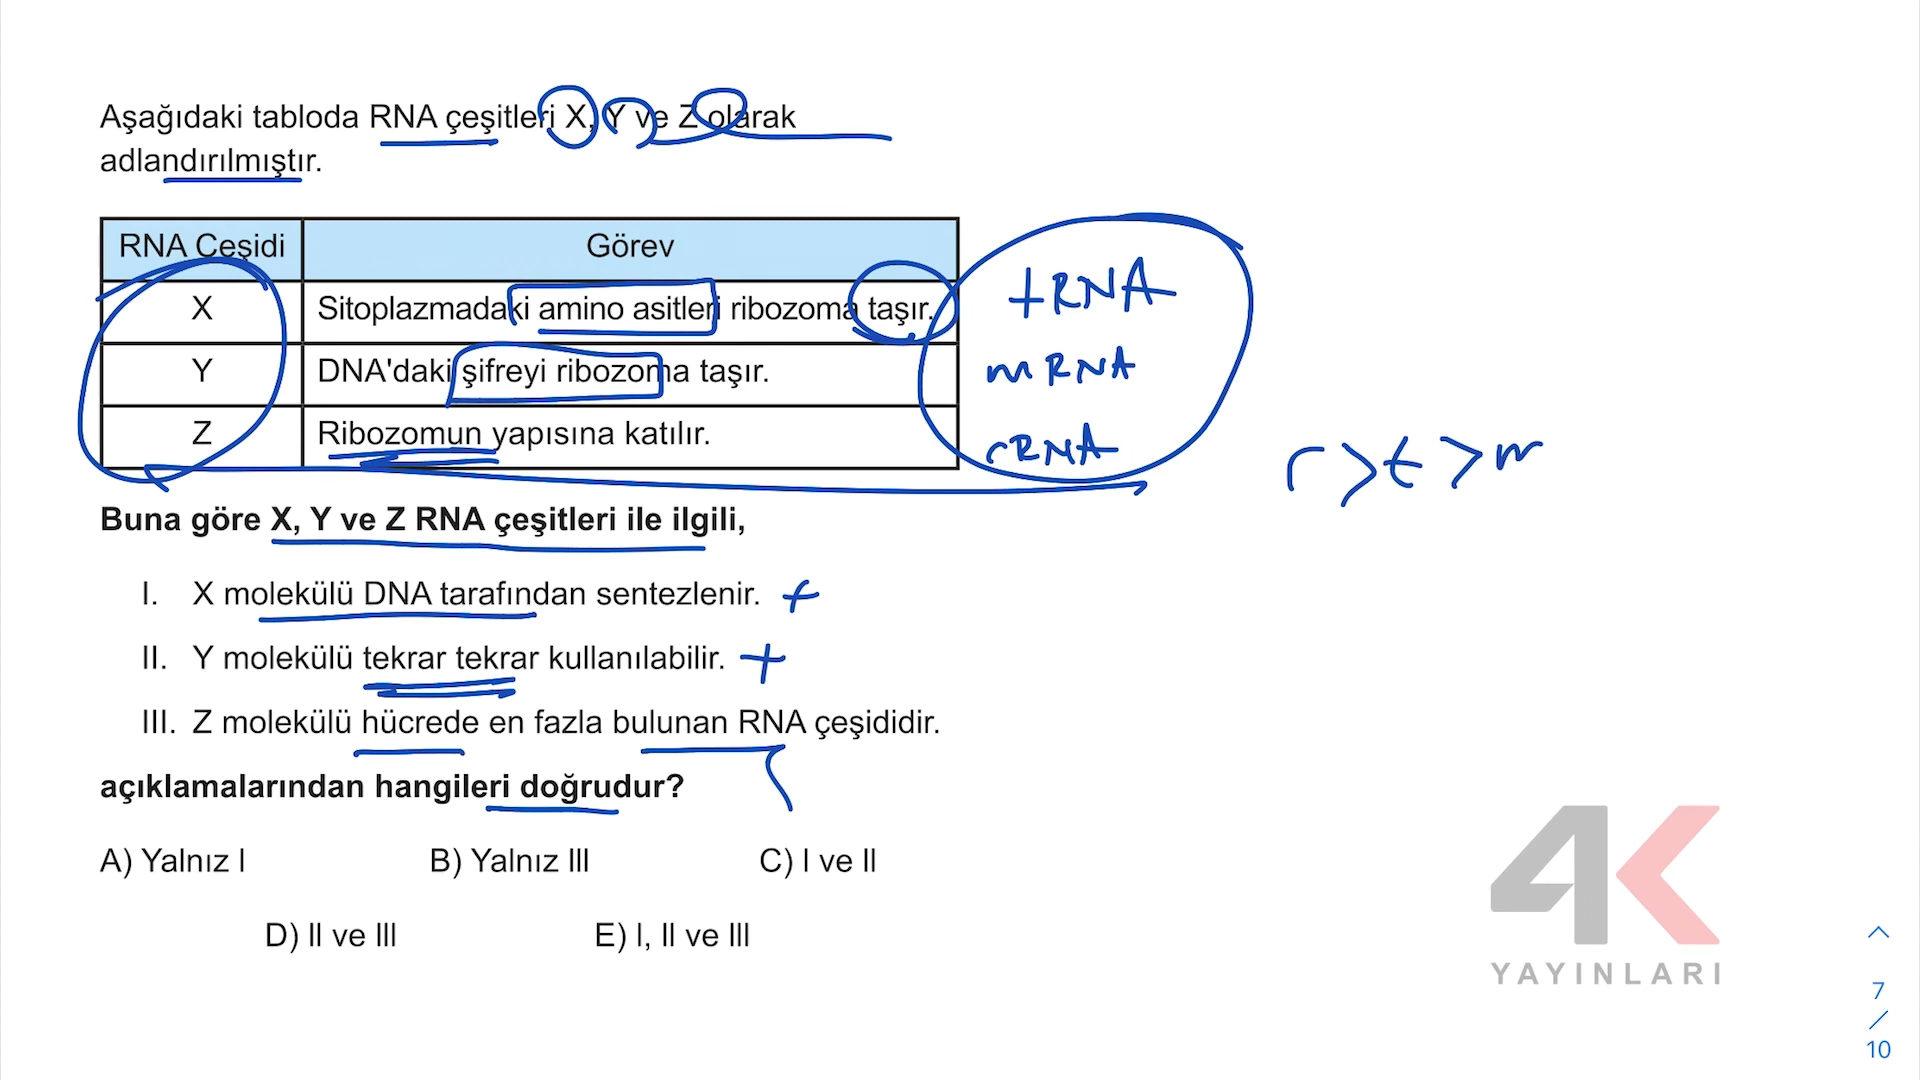 Aşağıdaki tabloda RNA çeşitleri X, Y ve Z olarak
adlandırılmıştır.
RNA Çeşidi Görev
X Sitoplazmadaki amino asitleri ribozoma taşır. tRNA
Y DNA'daki şifreyi ribozoma taşır. mRNA
Z Ribozomun yapısına katılır. rRNA
r>t>m
Buna göre X, Y ve Z RNA çeşitleri ile ilgili,
I. X molekülü DNA tarafından sentezlenir. +
II. Y molekülü tekrar tekrar kullanılabilir. +
III. Z molekülü hücrede en fazla bulunan RNA çeşididir.
açıklamalarından hangileri doğrudur?
A) Yalnız I B) Yalnız III C) I ve II
D) II ve III E) I, II ve III
4K
YAYINLARI
7
/
10